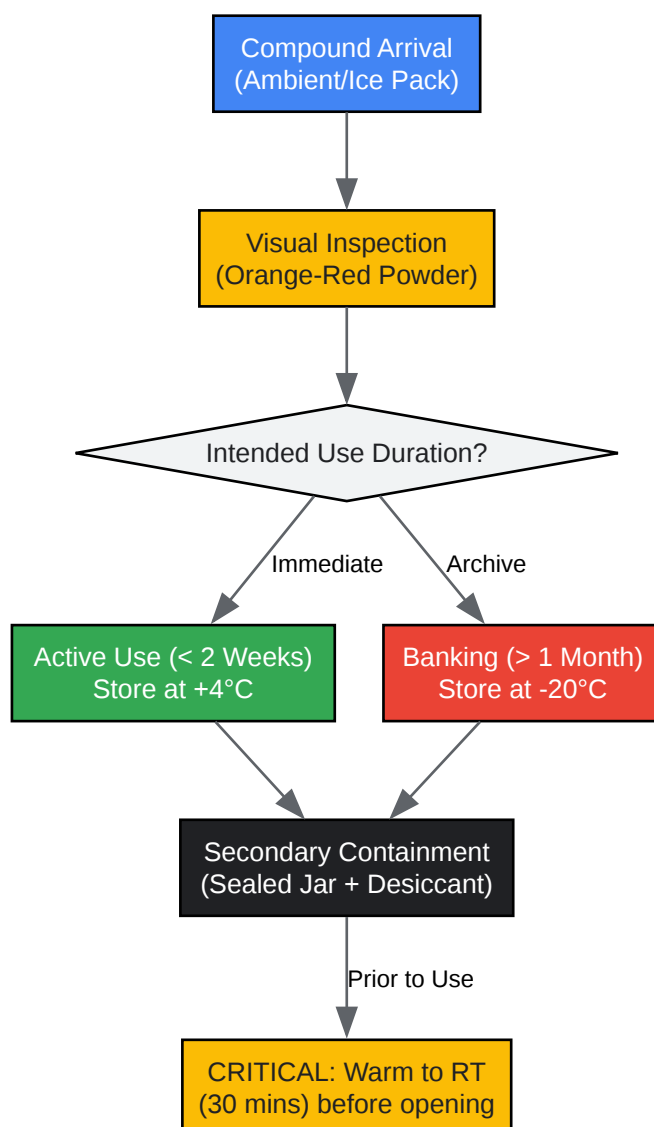 Compound Arrival
(Ambient/Ice Pack)
Visual Inspection
(Orange-Red Powder)
Intended Use Duration?
Immediate
Archive
Active Use (< 2 Weeks)
Store at +4°C
Banking (> 1 Month)
Store at -20°C
Secondary Containment
(Sealed Jar + Desiccant)
Prior to Use
CRITICAL: Warm to RT
(30 mins) before opening